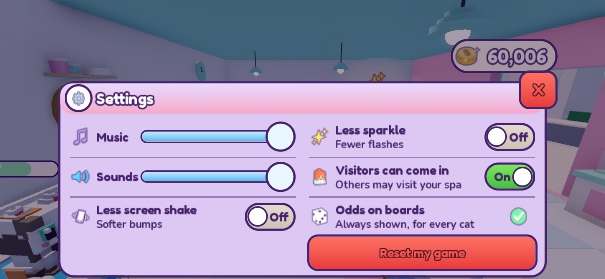 60,006
Settings
Music
Sounds
Less screen shake
Softer bumps
Off
Less sparkle
Fewer flashes
Off
Visitors can come in
Others may visit your spa
On
Odds on boards
Always shown, for every cat
Reset my game